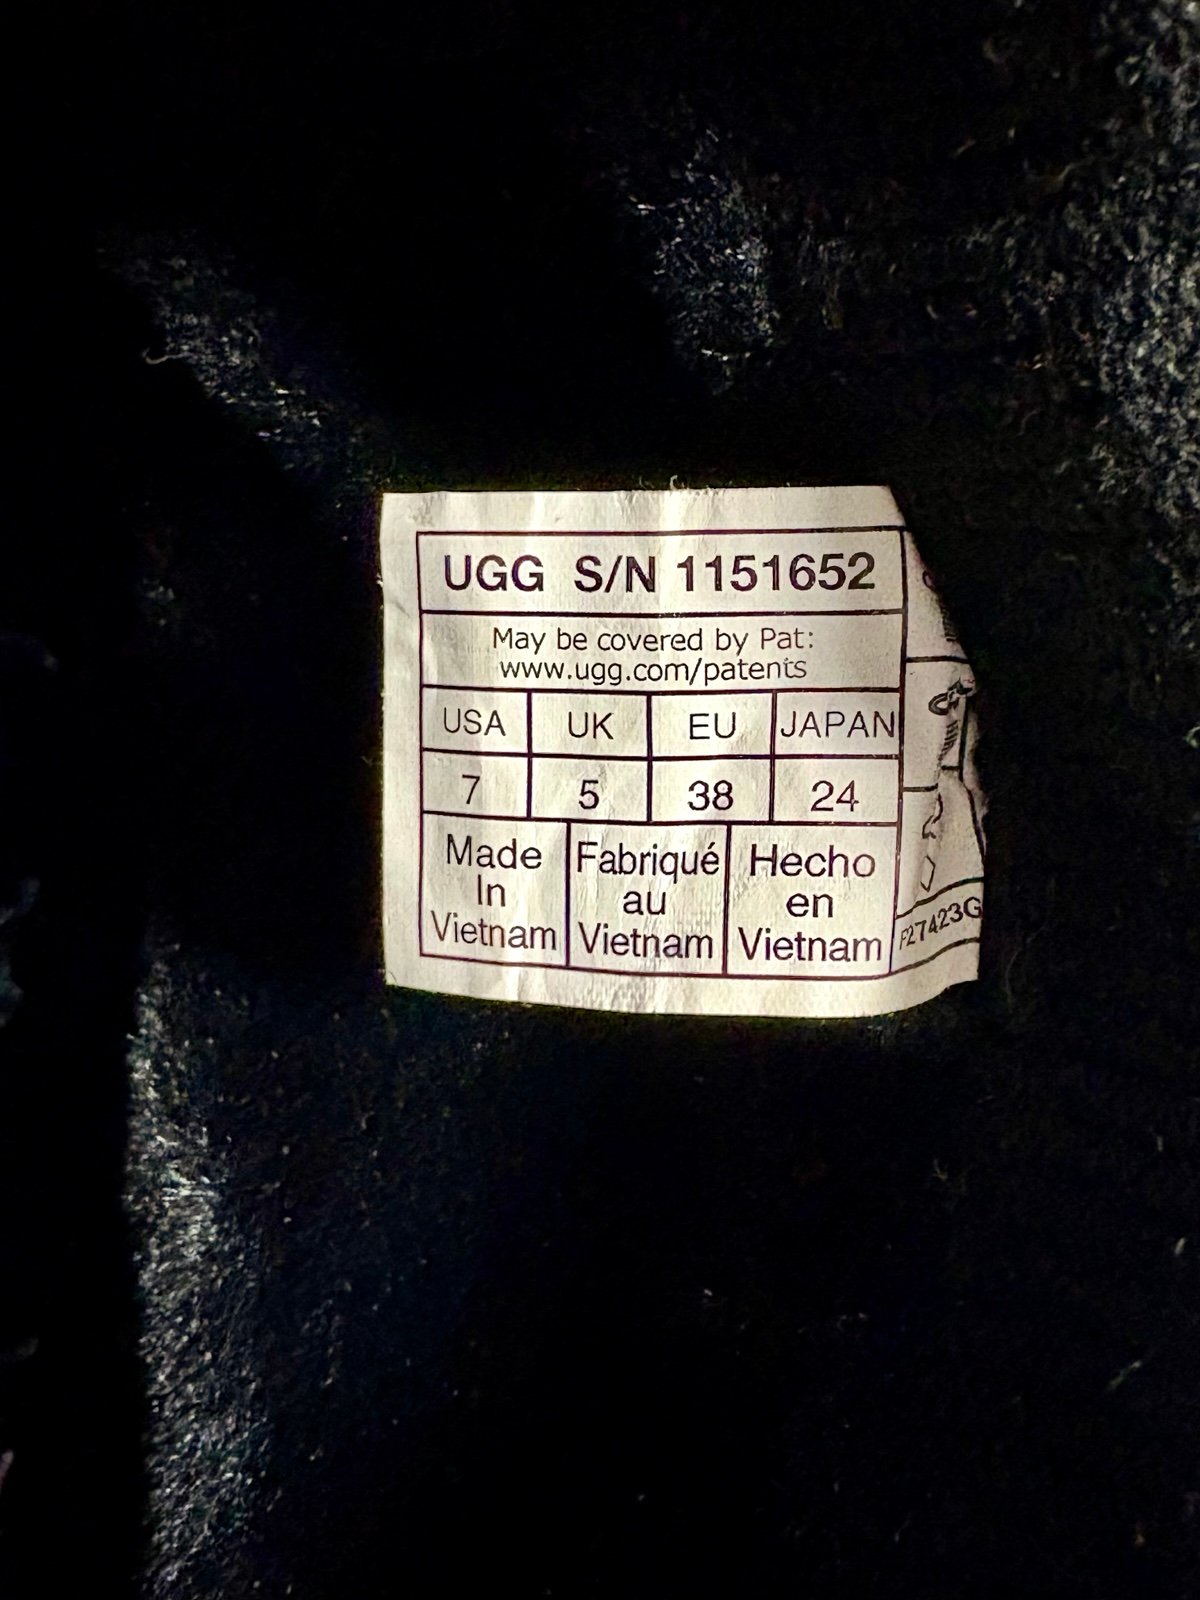 UGG S/N 1151652
May be covered by Pat:
www.ugg.com/patents
USA UK EU JAPAN
7 5 38 24
Made
In
Vietnam
Fabriqué
au
Vietnam
Hecho
en
Vietnam
F27423G